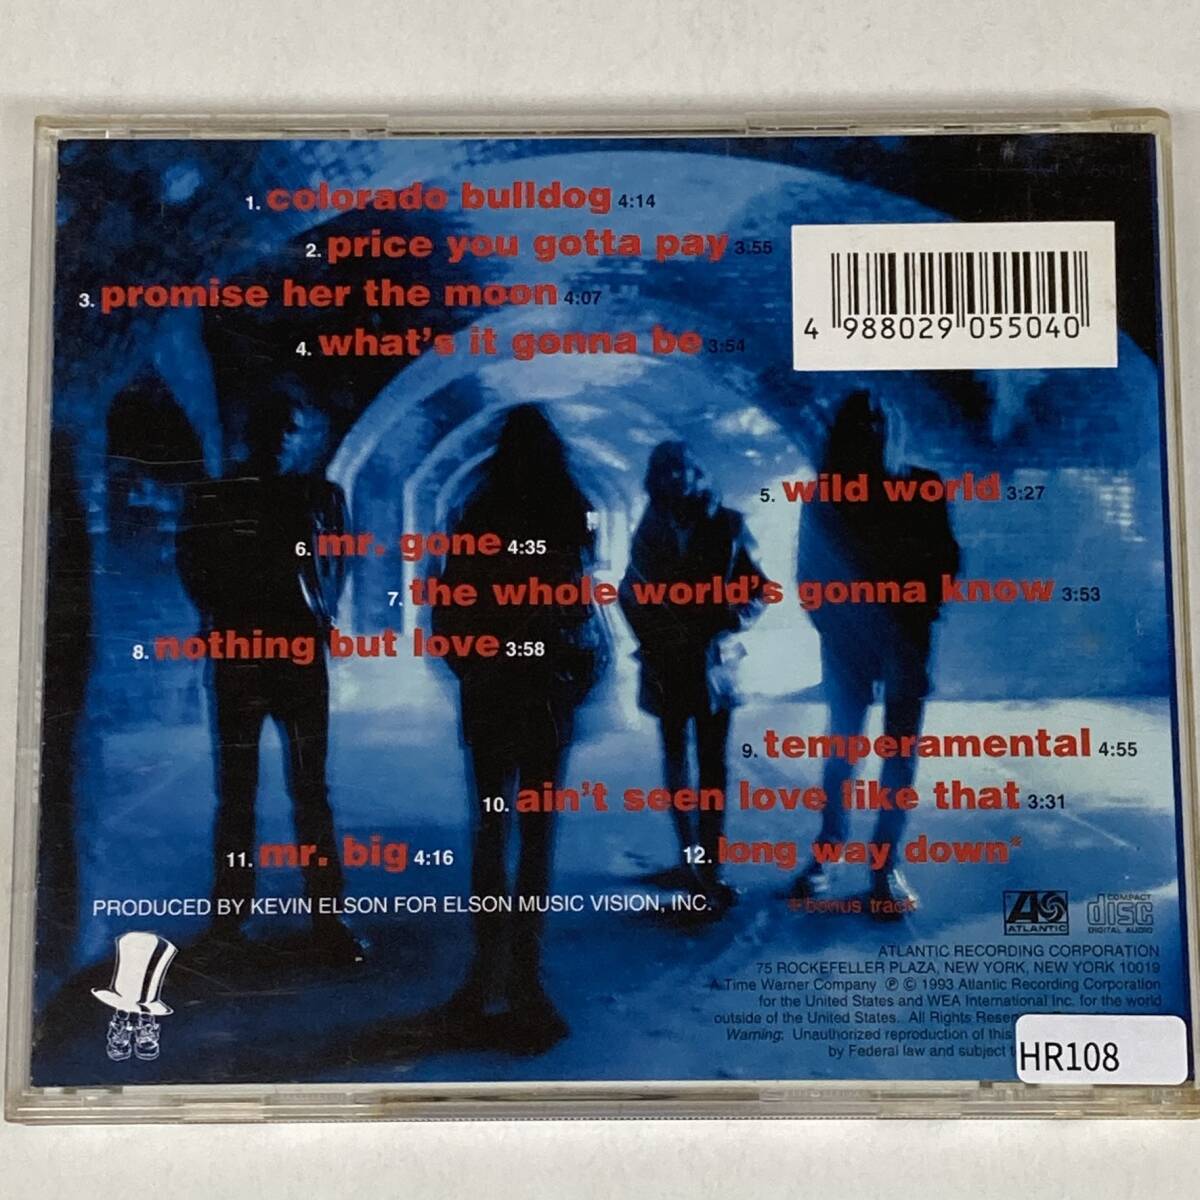 1. colorado bulldog 4:14
2. price you gotta pay 3:55
3. promise her the moon 4:07
4. what's it gonna be 3:54
4 988029 055040
5. wild world 3:27
6. mr. gone 4:35
7. the whole world's gonna know 3:53
8. nothing but love 3:58
9. temperamental 4:55
10. ain't seen love like that 3:31
11. mr. big 4:16
12. long way down*
PRODUCED BY KEVIN ELSON FOR ELSON MUSIC VISION, INC.
* bonus track
ATLANTIC
COMPACT
disc
DIGITAL AUDIO
ATLANTIC RECORDING CORPORATION
75 ROCKEFELLER PLAZA, NEW YORK, NEW YORK 10019
A Time Warner Company ℗ © 1993 Atlantic Recording Corporation
for the United States and WEA International Inc. for the world
outside of the United States. All Rights
Warning: Unauthorized reproduction of this
by Federal law and subject
HR108